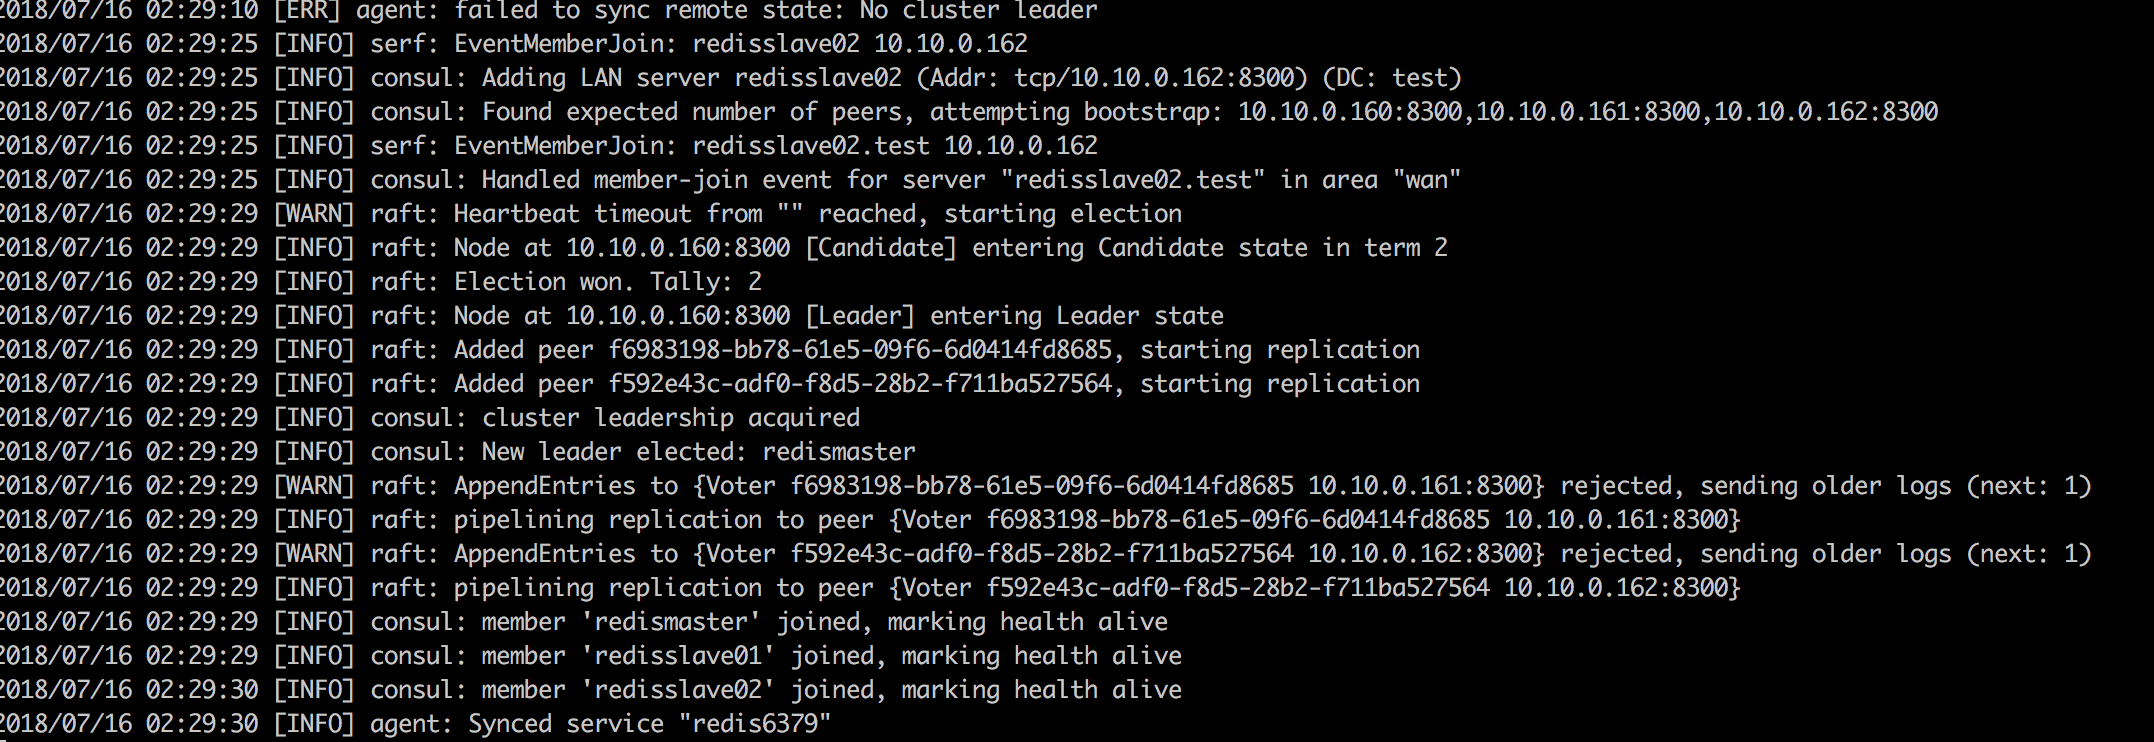 2018/07/16 02:29:10 [ERR] agent: failed to sync remote state: No cluster leader
2018/07/16 02:29:25 [INFO] serf: EventMemberJoin: redisslave02 10.10.0.162
2018/07/16 02:29:25 [INFO] consul: Adding LAN server redisslave02 (Addr: tcp/10.10.0.162:8300) (DC: test)
2018/07/16 02:29:25 [INFO] consul: Found expected number of peers, attempting bootstrap: 10.10.0.160:8300,10.10.0.161:8300,10.10.0.162:8300
2018/07/16 02:29:25 [INFO] serf: EventMemberJoin: redisslave02.test 10.10.0.162
2018/07/16 02:29:25 [INFO] consul: Handled member-join event for server "redisslave02.test" in area "wan"
2018/07/16 02:29:29 [WARN] raft: Heartbeat timeout from "" reached, starting election
2018/07/16 02:29:29 [INFO] raft: Node at 10.10.0.160:8300 [Candidate] entering Candidate state in term 2
2018/07/16 02:29:29 [INFO] raft: Election won. Tally: 2
2018/07/16 02:29:29 [INFO] raft: Node at 10.10.0.160:8300 [Leader] entering Leader state
2018/07/16 02:29:29 [INFO] raft: Added peer f6983198-bb78-61e5-09f6-6d0414fd8685, starting replication
2018/07/16 02:29:29 [INFO] raft: Added peer f592e43c-adf0-f8d5-28b2-f711ba527564, starting replication
2018/07/16 02:29:29 [INFO] consul: cluster leadership acquired
2018/07/16 02:29:29 [INFO] consul: New leader elected: redismaster
2018/07/16 02:29:29 [WARN] raft: AppendEntries to {Voter f6983198-bb78-61e5-09f6-6d0414fd8685 10.10.0.161:8300} rejected, sending older logs (next: 1)
2018/07/16 02:29:29 [INFO] raft: pipelining replication to peer {Voter f6983198-bb78-61e5-09f6-6d0414fd8685 10.10.0.161:8300}
2018/07/16 02:29:29 [WARN] raft: AppendEntries to {Voter f592e43c-adf0-f8d5-28b2-f711ba527564 10.10.0.162:8300} rejected, sending older logs (next: 1)
2018/07/16 02:29:29 [INFO] raft: pipelining replication to peer {Voter f592e43c-adf0-f8d5-28b2-f711ba527564 10.10.0.162:8300}
2018/07/16 02:29:29 [INFO] consul: member 'redismaster' joined, marking health alive
2018/07/16 02:29:29 [INFO] consul: member 'redisslave01' joined, marking health alive
2018/07/16 02:29:30 [INFO] consul: member 'redisslave02' joined, marking health alive
2018/07/16 02:29:30 [INFO] agent: Synced service "redis6379"